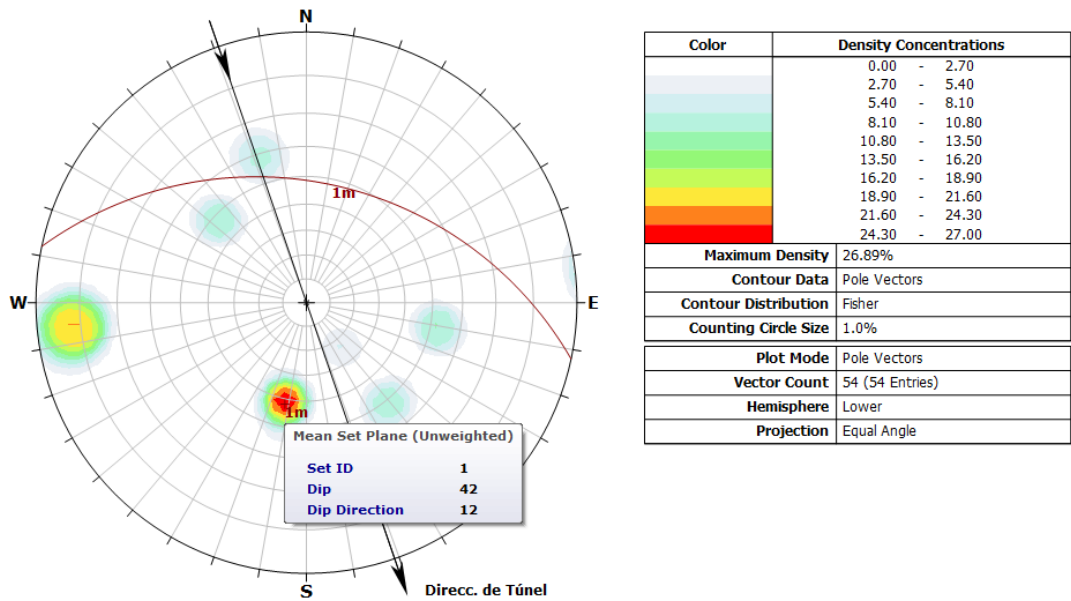 N
1m
W
E
1m
Mean Set Plane (Unweighted)
Set ID 1
Dip 42
Dip Direction 12
S
Direcc. de Túnel
Color Density Concentrations
0.00 - 2.70
2.70 - 5.40
5.40 - 8.10
8.10 - 10.80
10.80 - 13.50
13.50 - 16.20
16.20 - 18.90
18.90 - 21.60
21.60 - 24.30
24.30 - 27.00
Maximum Density 26.89%
Contour Data Pole Vectors
Contour Distribution Fisher
Counting Circle Size 1.0%
Plot Mode Pole Vectors
Vector Count 54 (54 Entries)
Hemisphere Lower
Projection Equal Angle